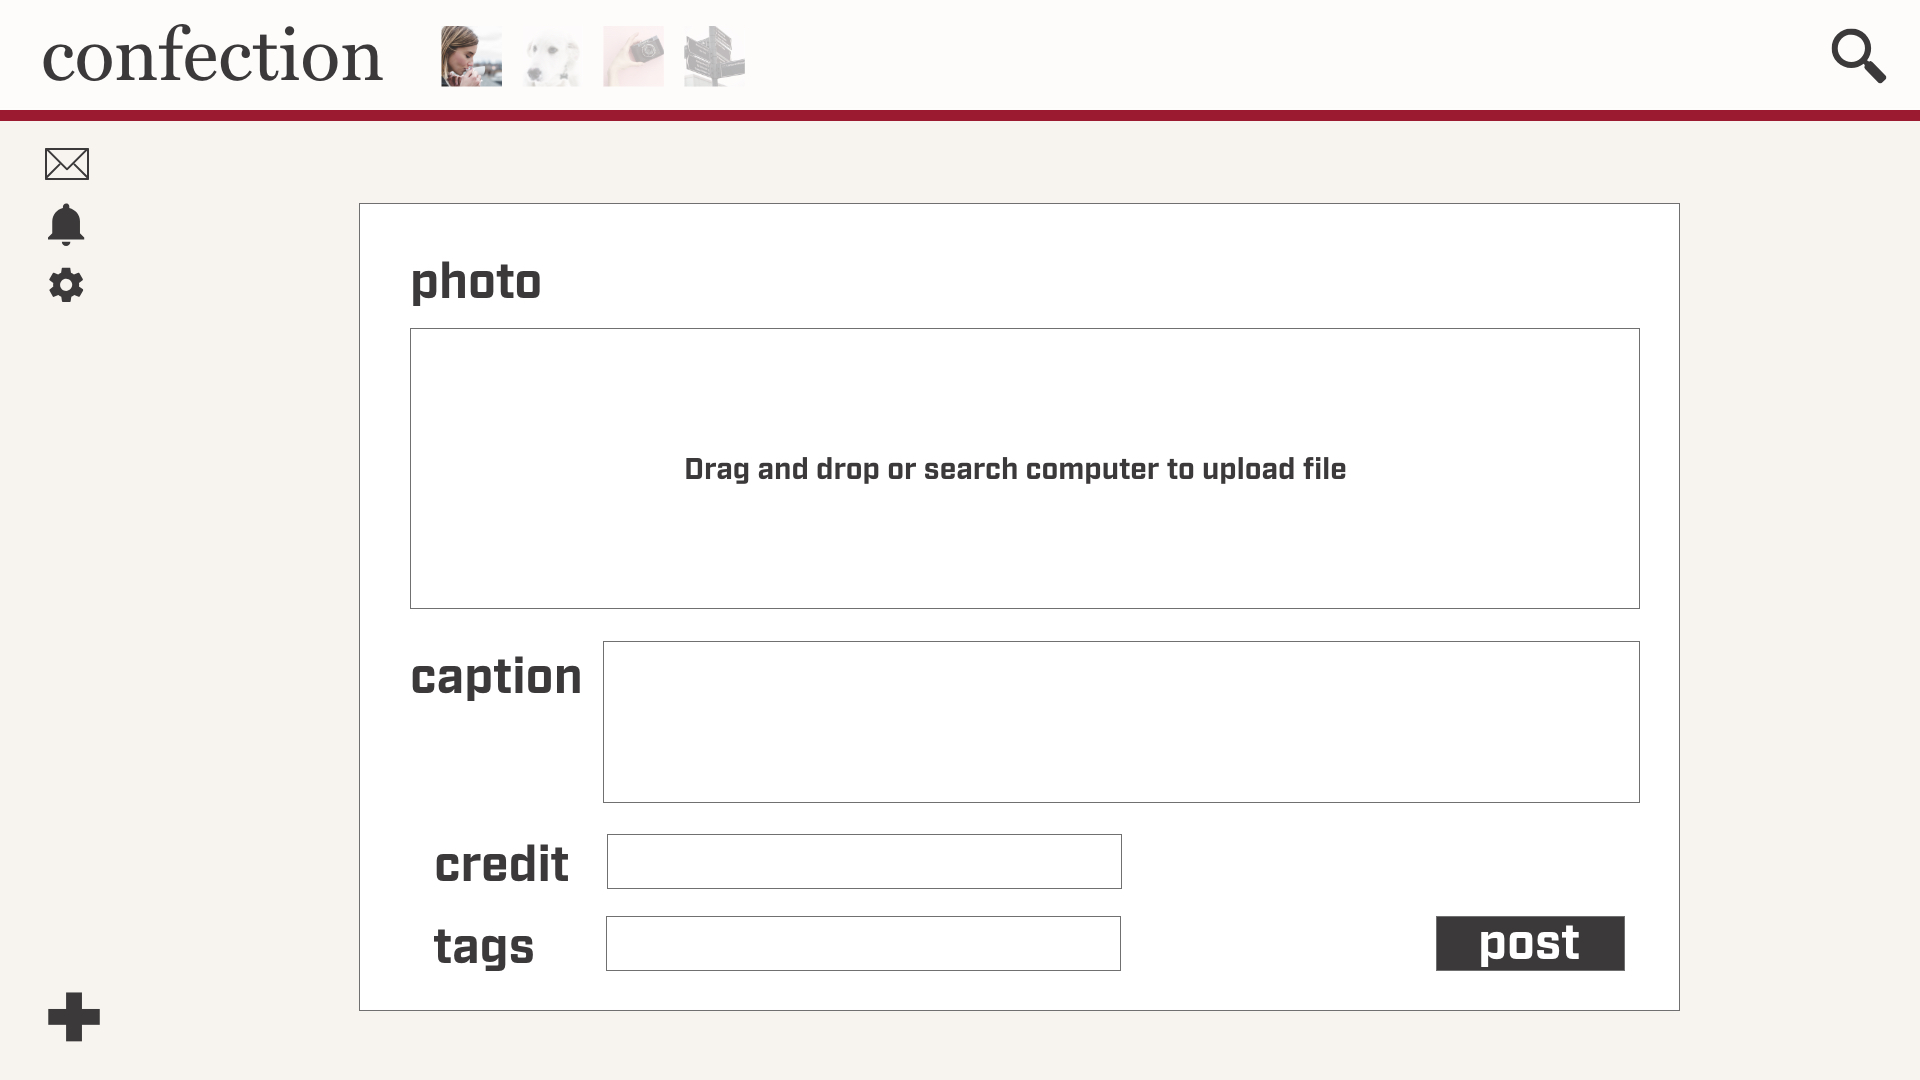 confection
photo
Drag and drop or search computer to upload file
caption
credit
tags
post